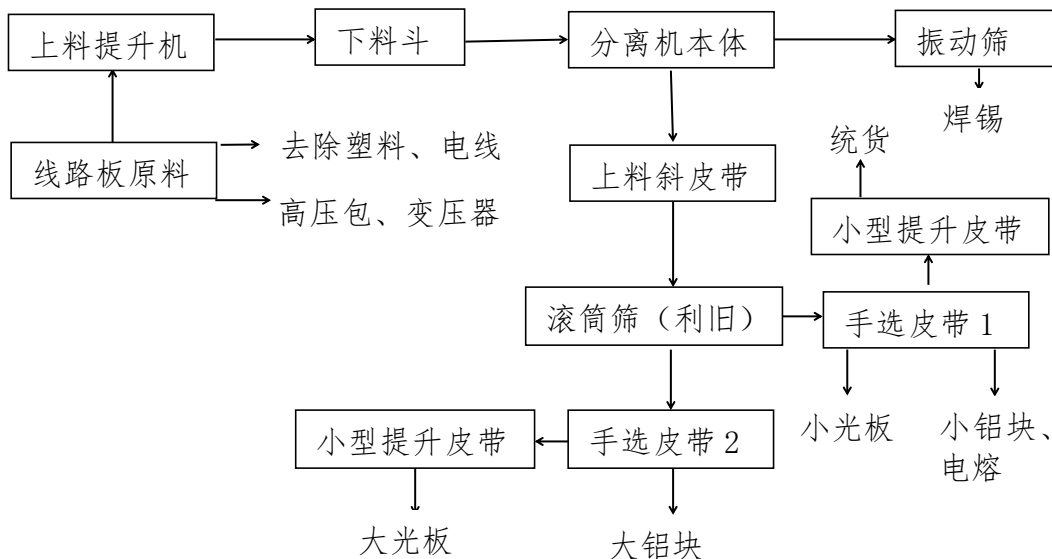 上料提升机
下料斗
分离机本体
振动筛
焊锡
线路板原料
去除塑料、电线
高压包、变压器
上料斜皮带
统货
小型提升皮带
滚筒筛（利旧）
手选皮带1
小光板
小铝块、
电熔
小型提升皮带
手选皮带2
大光板
大铝块